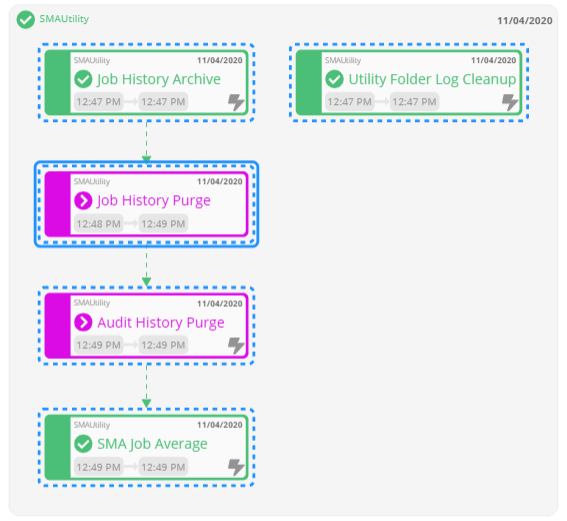 SMAUtility 11/04/2020
SMAUtility 11/04/2020
Job History Archive
12:47 PM 12:47 PM
SMAUtility 11/04/2020
Utility Folder Log Cleanup
12:47 PM 12:47 PM
SMAUtility 11/04/2020
Job History Purge
12:48 PM 12:49 PM
SMAUtility 11/04/2020
Audit History Purge
12:49 PM 12:49 PM
SMAUtility 11/04/2020
SMA Job Average
12:49 PM 12:49 PM